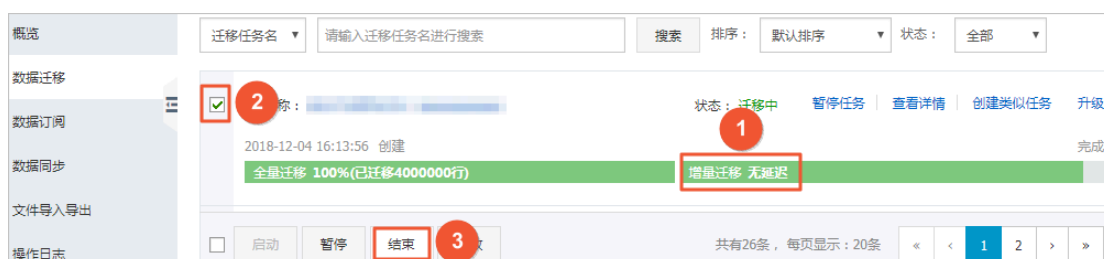 概览
迁移任务名 ▼ 请输入迁移任务名进行搜索 搜索 排序： 默认排序 ▼ 状态： 全部 ▼
数据迁移
2 称： 状态：迁移中 暂停任务 查看详情 创建类似任务 升级
数据订阅
1
2018-12-04 16:13:56 创建 完成
数据同步
全量迁移 100%(已迁移4000000行) 增量迁移 无延迟
文件导入导出
启动 暂停 结束 3 共有26条，每页显示：20条 « ‹ 1 2 › »
操作日志